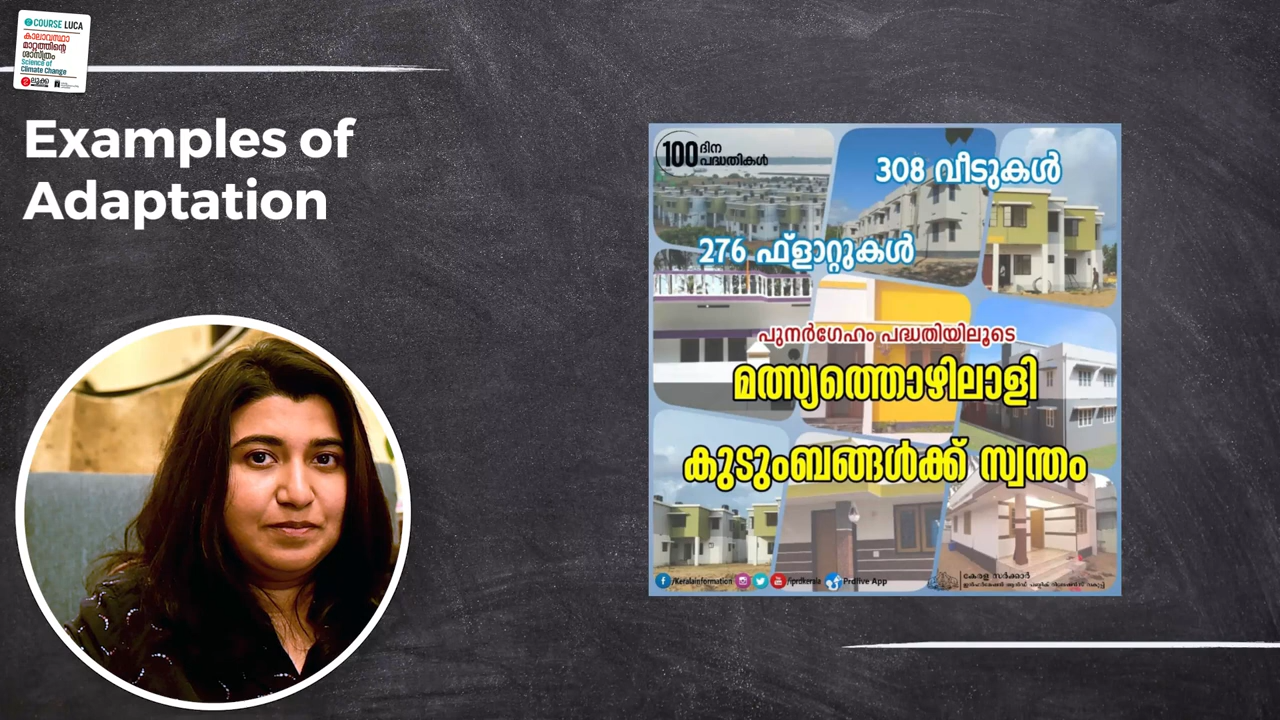 COURSE LUCA
കാലാവസ്ഥാ
മാറ്റത്തിന്റെ
ശാസ്ത്രം
Science of
Climate Change
ലൂക്ക
Examples of
Adaptation
100 ദിന
പദ്ധതികൾ
308 വീടുകൾ
276 ഫ്ളാറ്റുകൾ
പുനർഗേഹം പദ്ധതിയിലൂടെ
മത്സ്യത്തൊഴിലാളി
കുടുംബങ്ങൾക്ക് സ്വന്തം
/Keralainformation
/iprdkerala
Prdlive App
കേരള സർക്കാർ